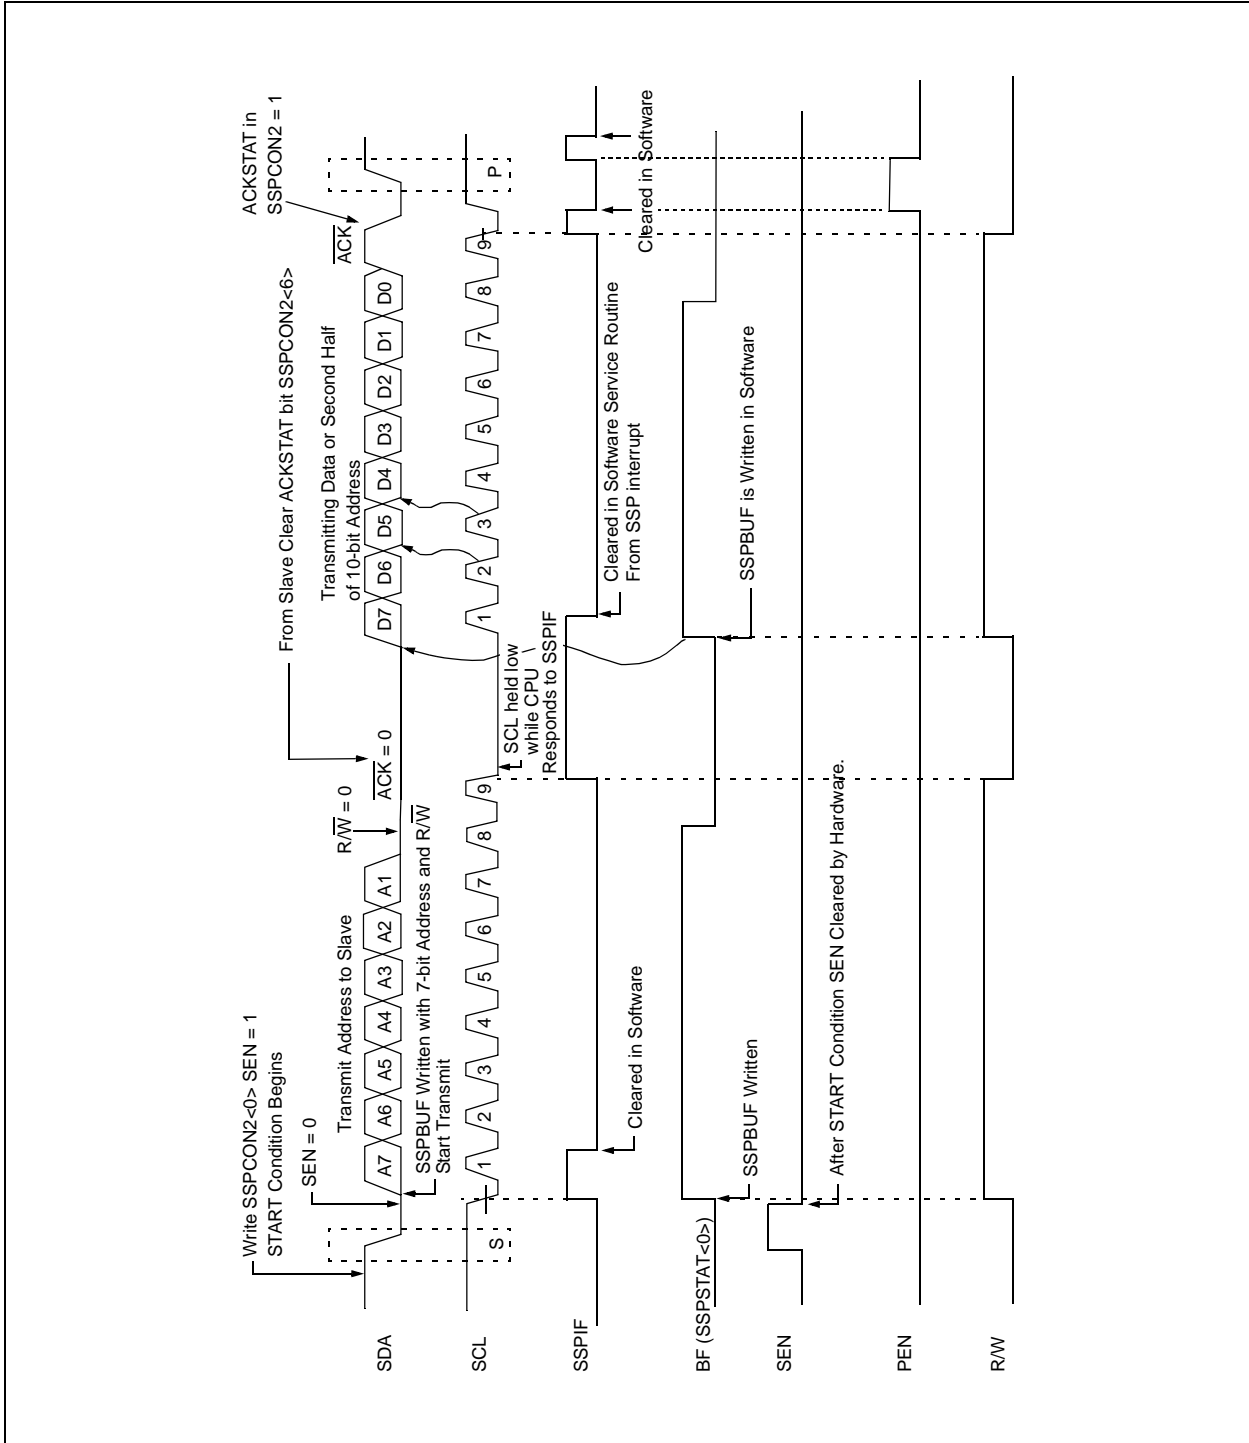 Write SSPCON2<0> SEN = 1
START Condition Begins
SEN = 0
Transmit Address to Slave
R/W = 0
From Slave Clear ACKSTAT bit SSPCON2<6>
ACK = 0
Transmitting Data or Second Half
of 10-bit Address
ACKSTAT in
SSPCON2 = 1
ACK
SDA
A7 A6 A5 A4 A3 A2 A1
D7 D6 D5 D4 D3 D2 D1 D0
SSPBUF Written with 7-bit Address and R/W
Start Transmit
SCL
S
1 2 3 4 5 6 7 8 9
1 2 3 4 5 6 7 8 9
P
SCL held low
while CPU
Responds to SSPIF
SSPIF
Cleared in Software
Cleared in Software Service Routine
From SSP interrupt
Cleared in Software
BF (SSPSTAT<0>)
SSPBUF Written
SSPBUF is Written in Software
SEN
After START Condition SEN Cleared by Hardware.
PEN
R/W